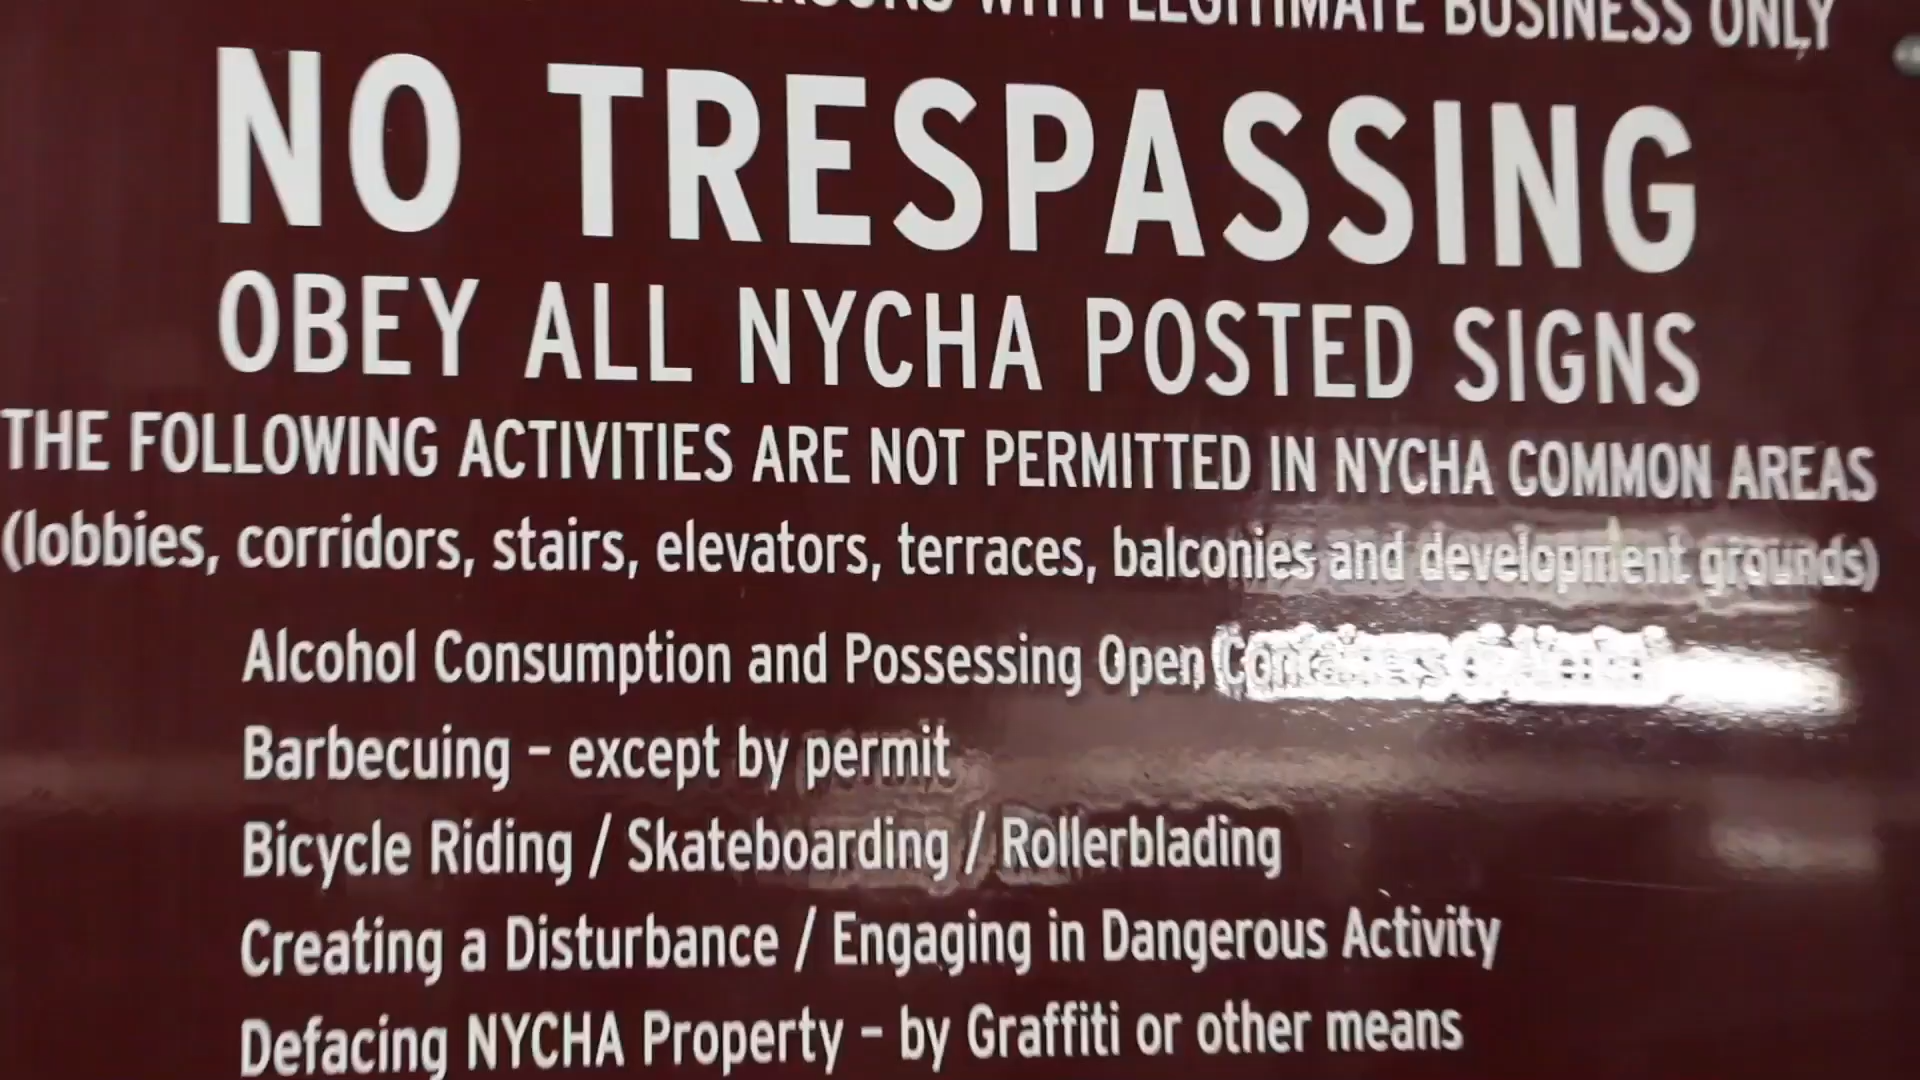 WITH LEGITIMATE BUSINESS ONLY
NO TRESPASSING
OBEY ALL NYCHA POSTED SIGNS
THE FOLLOWING ACTIVITIES ARE NOT PERMITTED IN NYCHA COMMON AREAS
(lobbies, corridors, stairs, elevators, terraces, balconies and development grounds)
Alcohol Consumption and Possessing Open Containers
Barbecuing – except by permit
Bicycle Riding / Skateboarding / Rollerblading
Creating a Disturbance / Engaging in Dangerous Activity
Defacing NYCHA Property – by Graffiti or other means